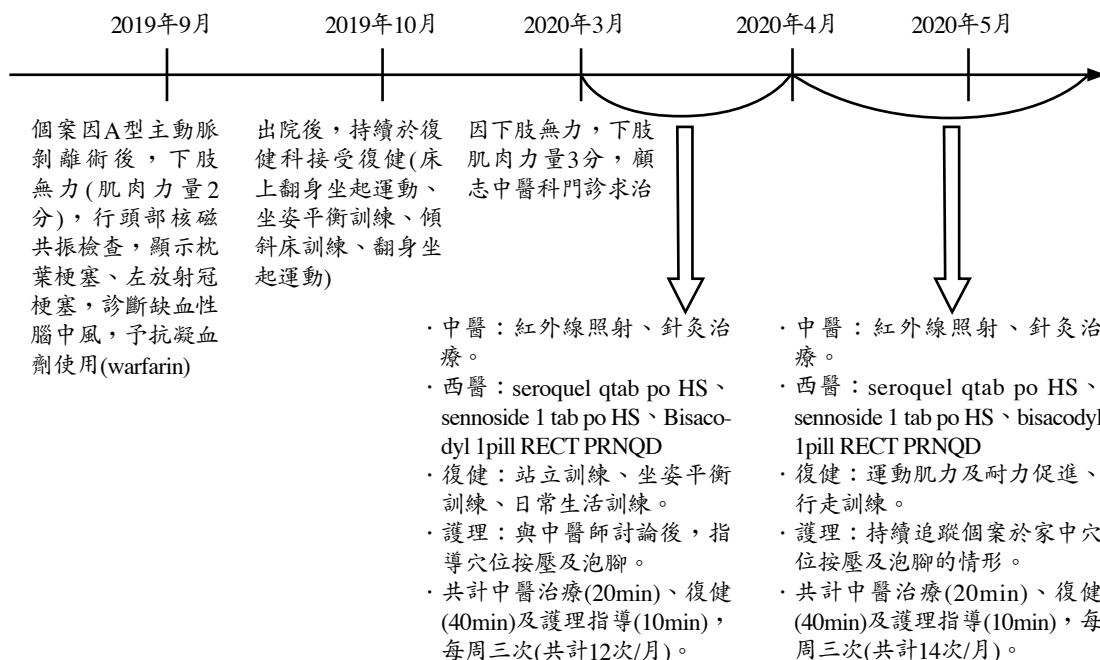 2019年9月
2019年10月
2020年3月
2020年4月
2020年5月
個案因A型主動脈
剝離術後，下肢
無力(肌肉力量2
分)，行頭部核磁
共振檢查，顯示枕
葉梗塞、左放射冠
梗塞，診斷缺血性
腦中風，予抗凝血
劑使用(warfarin)
出院後，持續於復
健科接受復健(床
上翻身坐起運動、
坐姿平衡訓練、傾
斜床訓練、翻身坐
起運動)
因下肢無力，下肢
肌肉力量3分，顧
志中醫科門診求治
·中醫：紅外線照射、針灸治
療。
·西醫：seroquel qtab po HS、
sennoside 1 tab po HS、Bisaco-
dyl 1pill RECT PRNQD
·復健：站立訓練、坐姿平衡
訓練、日常生活訓練。
·護理：與中醫師討論後，指
導穴位按壓及泡腳。
·共計中醫治療(20min)、復健
(40min)及護理指導(10min)，
每周三次(共計12次/月)。
·中醫：紅外線照射、針灸治
療。
·西醫：seroquel qtab po HS、
sennoside 1 tab po HS、bisacodyl
1pill RECT PRNQD
·復健：運動肌力及耐力促進、
行走訓練。
·護理：持續追蹤個案於家中穴
位按壓及泡腳的情形。
·共計中醫治療(20min)、復健
(40min)及護理指導(10min)，每
周三次(共計14次/月)。